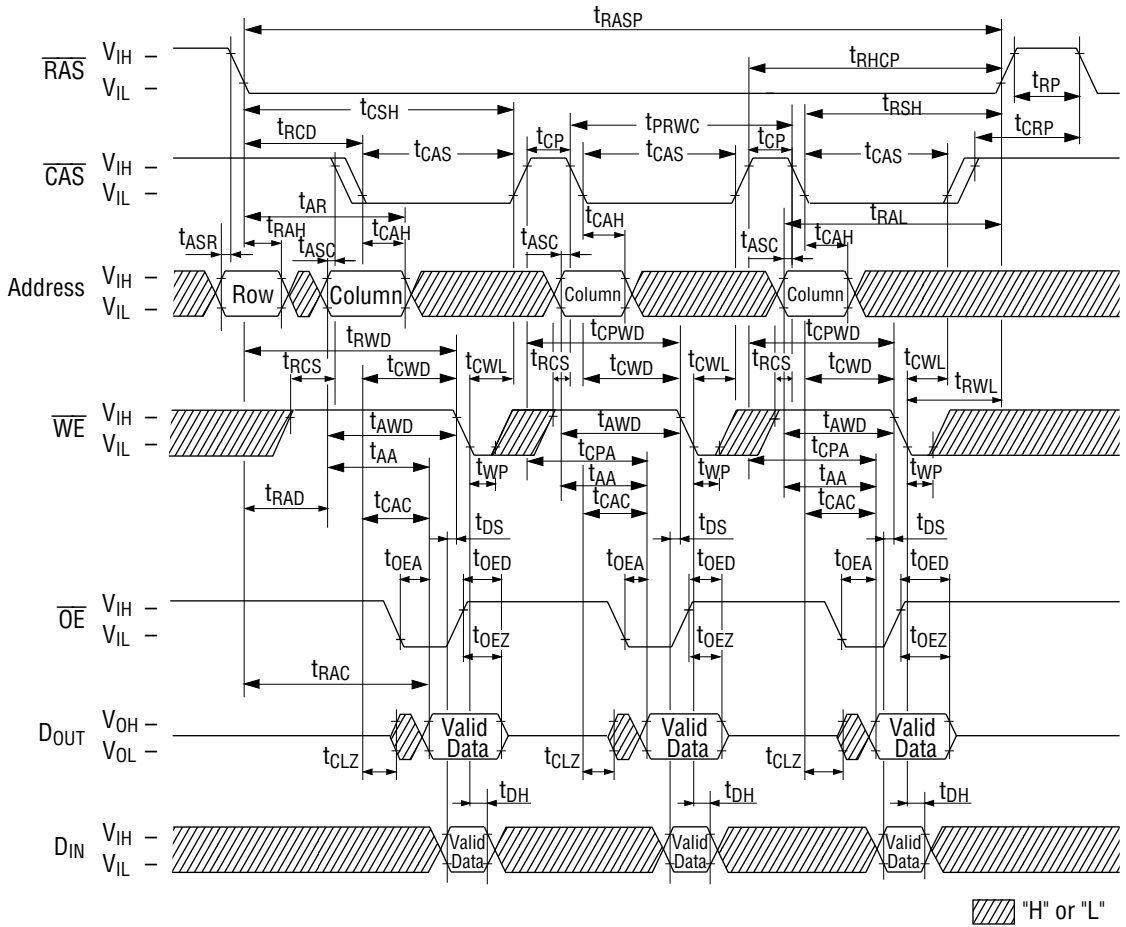 tRASP
RAS VIH –
VIL –
tRHCP
tRP
tCSH
tRSH
tRCD
tCP
tPRWC
tCP
tCRP
CAS VIH –
VIL –
tCAS
tCAS
tCAS
tAR
tRAL
tASR
tRAH
tASC
tCAH
tASC
tCAH
tASC
tCAH
Address VIH –
VIL –
Row
Column
Column
Column
tRWD
tCPWD
tCPWD
tRCS
tCWD
tCWL
tRCS
tCWD
tCWL
tRCS
tCWD
tCWL
tRWL
WE VIH –
VIL –
tAWD
tAWD
tAWD
tAA
tWP
tCPA
tWP
tCPA
tWP
tAA
tAA
tRAD
tCAC
tCAC
tCAC
tDS
tDS
tDS
tOEA
tOED
tOEA
tOED
tOEA
tOED
OE VIH –
VIL –
tOEZ
tOEZ
tOEZ
tRAC
DOUT VOH –
VOL –
Valid
Data
Valid
Data
Valid
Data
tCLZ
tCLZ
tCLZ
tDH
tDH
tDH
DIN VIH –
VIL –
Valid
Data
Valid
Data
Valid
Data
"H" or "L"